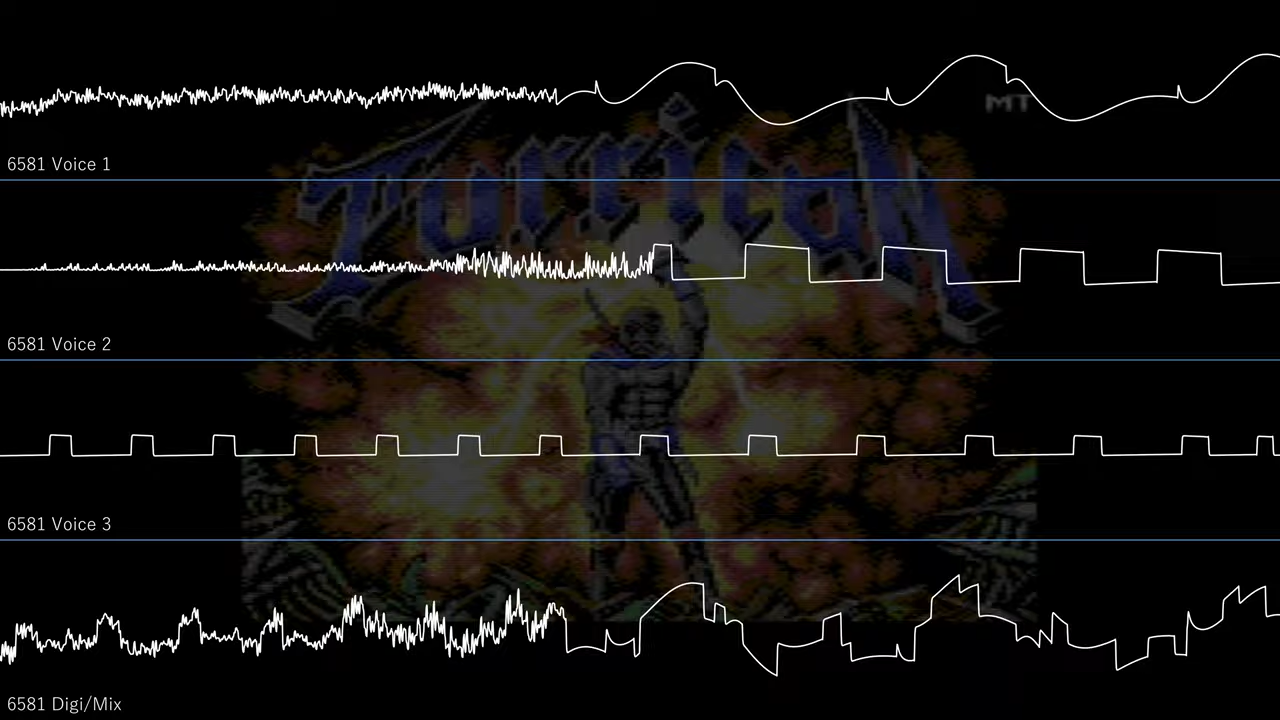 MT
Turrican
6581 Voice 1
6581 Voice 2
6581 Voice 3
6581 Digi/Mix